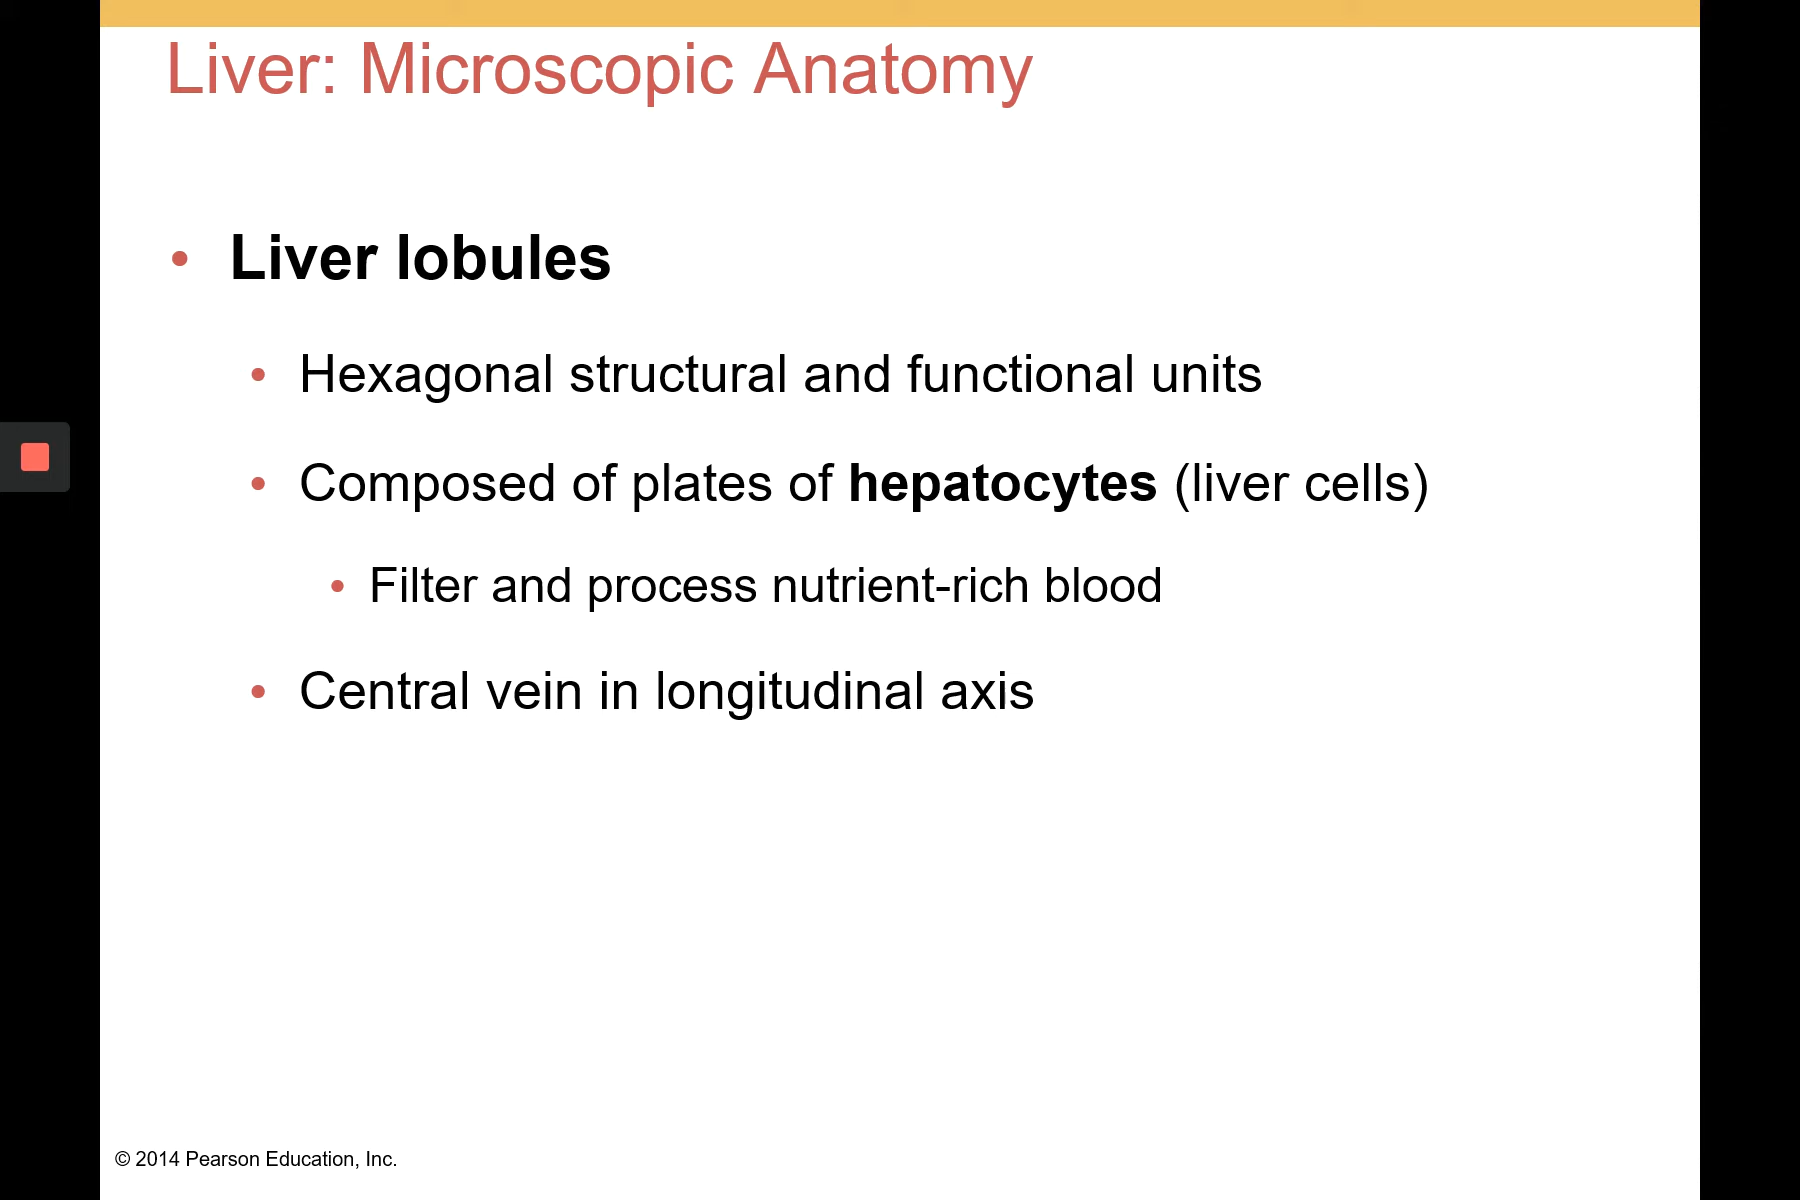 Liver: Microscopic Anatomy
• Liver lobules
• Hexagonal structural and functional units
• Composed of plates of hepatocytes (liver cells)
• Filter and process nutrient-rich blood
• Central vein in longitudinal axis
© 2014 Pearson Education, Inc.